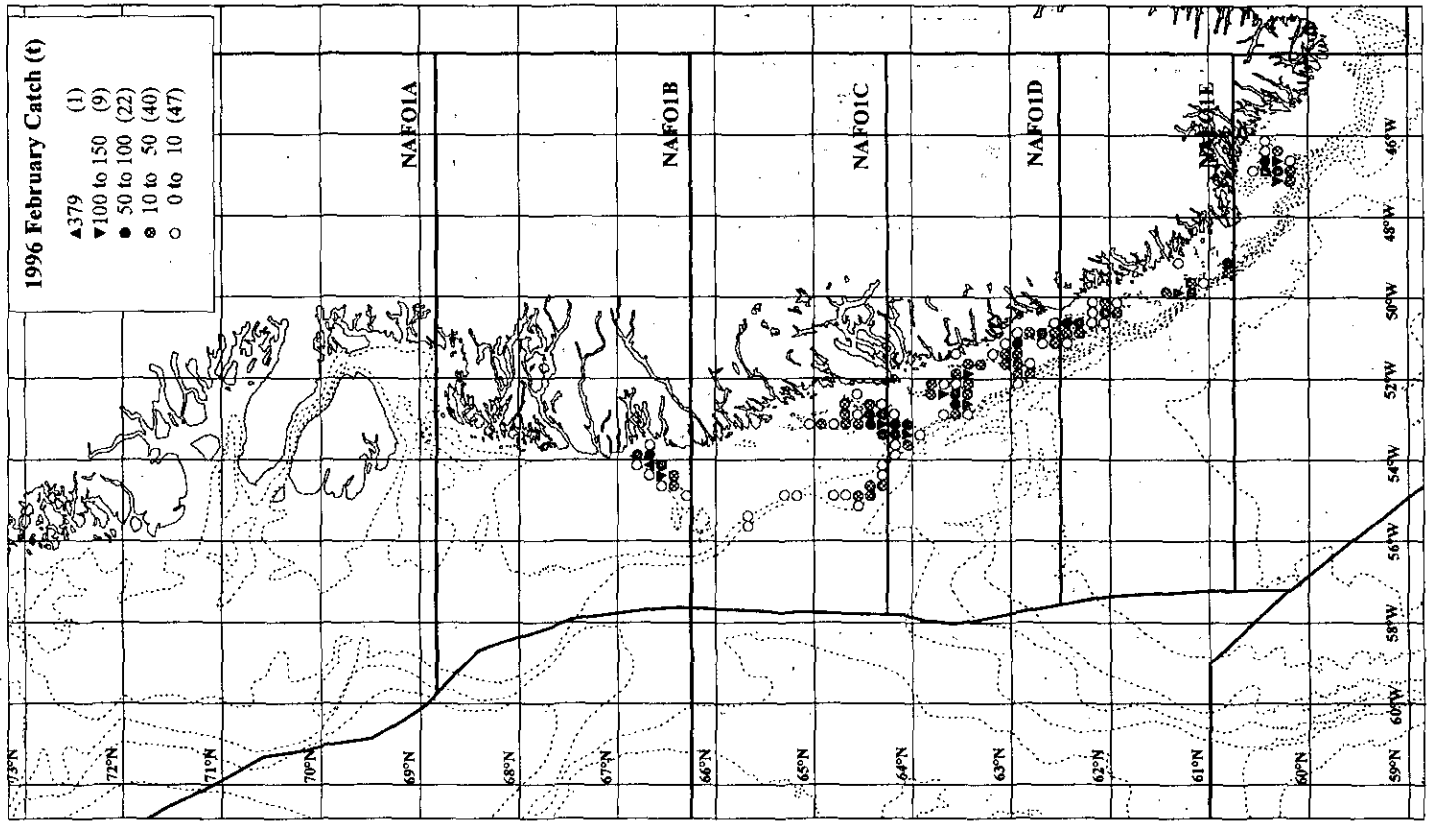 1996 February Catch (t)
▲379 (1)
▼100 to 150 (9)
● 50 to 100 (22)
⊗ 10 to 50 (40)
○ 0 to 10 (47)
NAFO1A
NAFO1B
NAFO1C
NAFO1D
NAFO1E
73°N
72°N
71°N
70°N
69°N
68°N
67°N
66°N
65°N
64°N
63°N
62°N
61°N
60°N
59°N
60°W
58°W
56°W
54°W
52°W
50°W
48°W
46°W